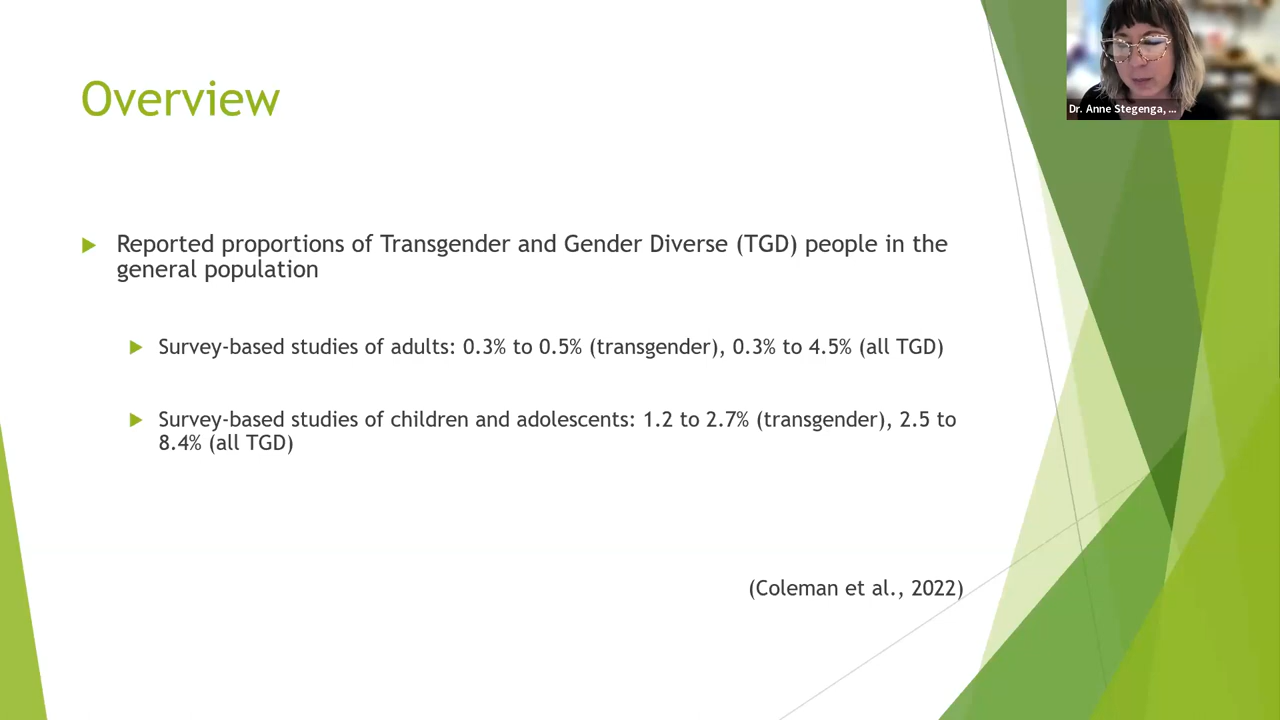 Dr. Anne Stegenga, ...
Overview
Reported proportions of Transgender and Gender Diverse (TGD) people in the
general population
Survey-based studies of adults: 0.3% to 0.5% (transgender), 0.3% to 4.5% (all TGD)
Survey-based studies of children and adolescents: 1.2 to 2.7% (transgender), 2.5 to
8.4% (all TGD)
(Coleman et al., 2022)